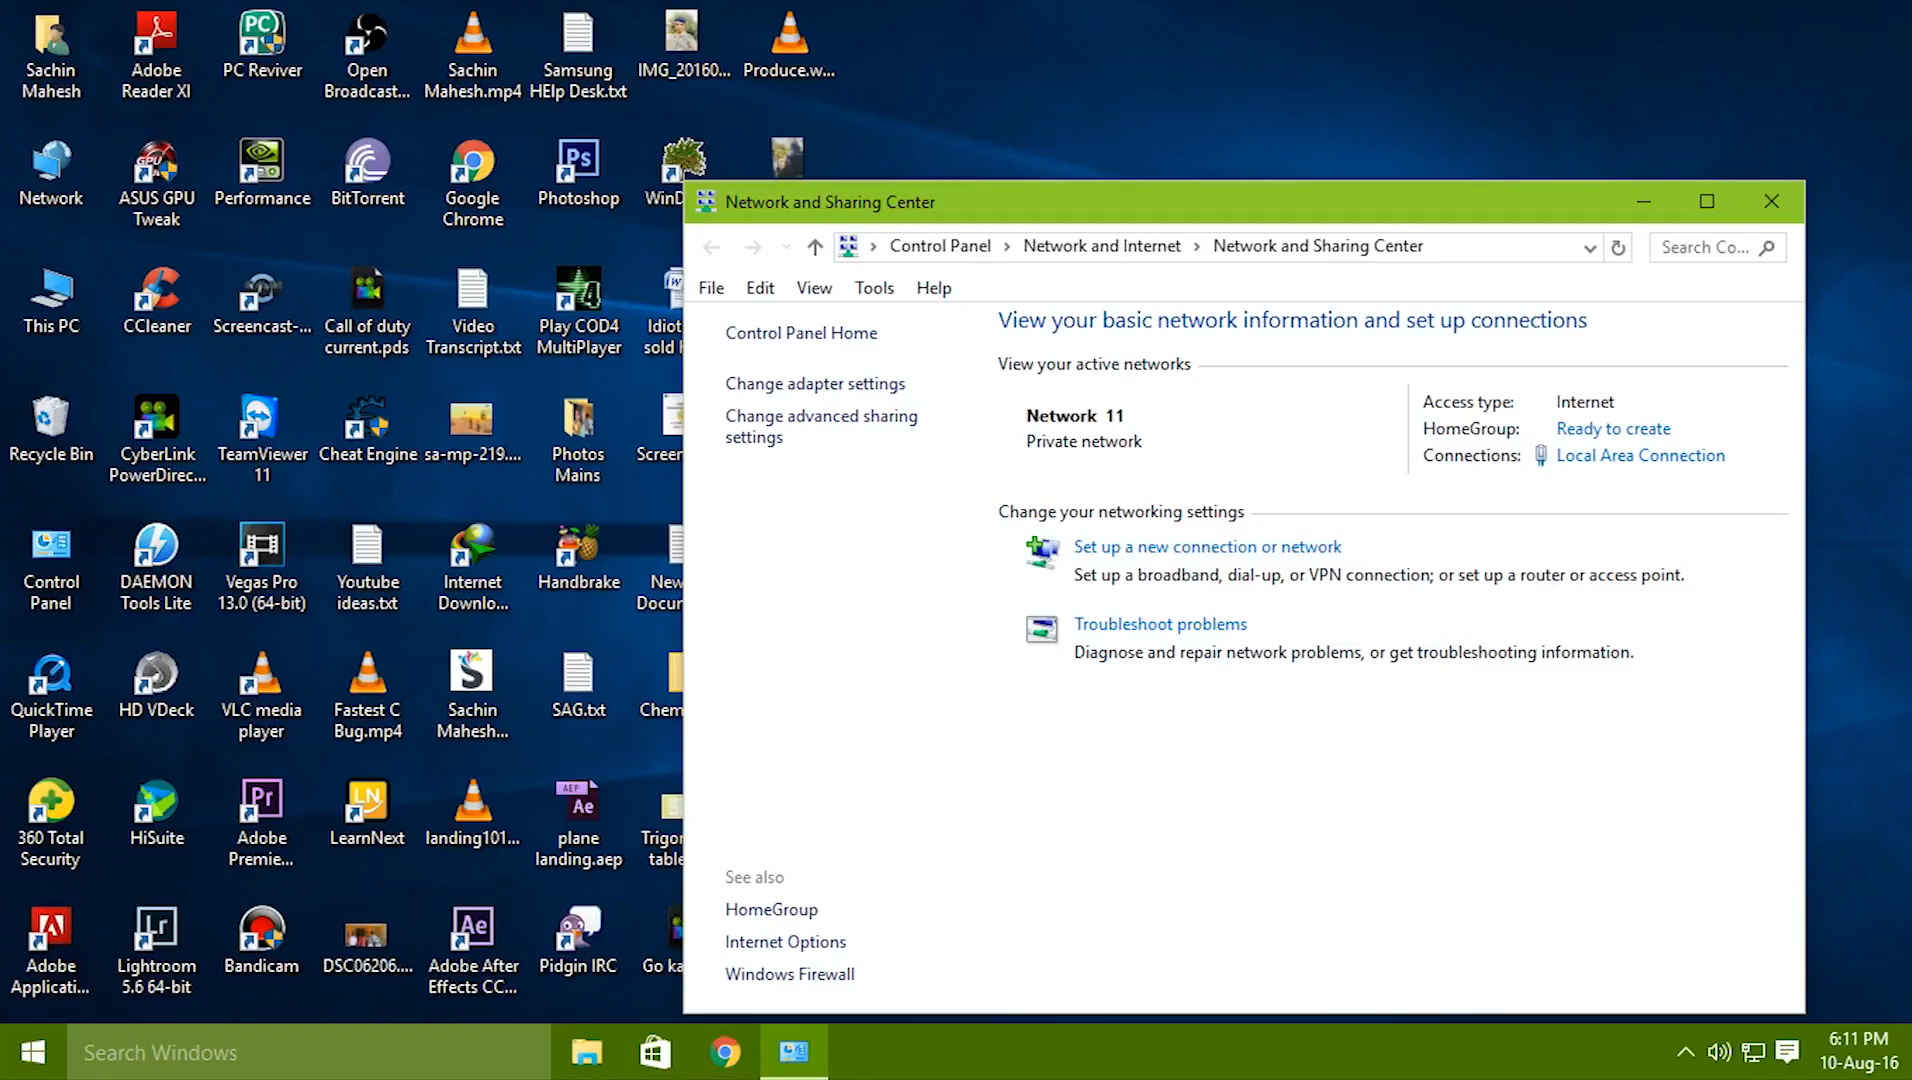 Sachin
Mahesh
Adobe
Reader XI
PC Reviver
Open
Broadcast...
Sachin
Mahesh.mp4
Samsung
HElp Desk.txt
IMG_20160...
Produce.w...
Network
ASUS GPU
Tweak
Performance
BitTorrent
Google
Chrome
Photoshop
This PC
CCleaner
Screencast-...
Call of duty
current.pds
Video
Transcript.txt
Play COD4
MultiPlayer
Idiot
sold
Recycle Bin
CyberLink
PowerDirec...
TeamViewer
11
Cheat Engine
sa-mp-219....
Photos
Mains
Screen
Control
Panel
DAEMON
Tools Lite
Vegas Pro
13.0 (64-bit)
Youtube
ideas.txt
Internet
Downlo...
Handbrake
New
Docu
QuickTime
Player
HD VDeck
VLC media
player
Fastest C
Bug.mp4
Sachin
Mahesh...
SAG.txt
Chem
360 Total
Security
HiSuite
Adobe
Premie...
LearnNext
landing101...
plane
landing.aep
Trigo
table
Adobe
Applicati...
Lightroom
5.6 64-bit
Bandicam
DSC06206....
Adobe After
Effects CC...
Pidgin IRC
Go ka
Network and Sharing Center
Control Panel
Network and Internet
Network and Sharing Center
Search Co...
File
Edit
View
Tools
Help
Control Panel Home
Change adapter settings
Change advanced sharing
settings
View your basic network information and set up connections
View your active networks
Network 11
Private network
Access type: Internet
HomeGroup: Ready to create
Connections: Local Area Connection
Change your networking settings
Set up a new connection or network
Set up a broadband, dial-up, or VPN connection; or set up a router or access point.
Troubleshoot problems
Diagnose and repair network problems, or get troubleshooting information.
See also
HomeGroup
Internet Options
Windows Firewall
Search Windows
6:11 PM
10-Aug-16